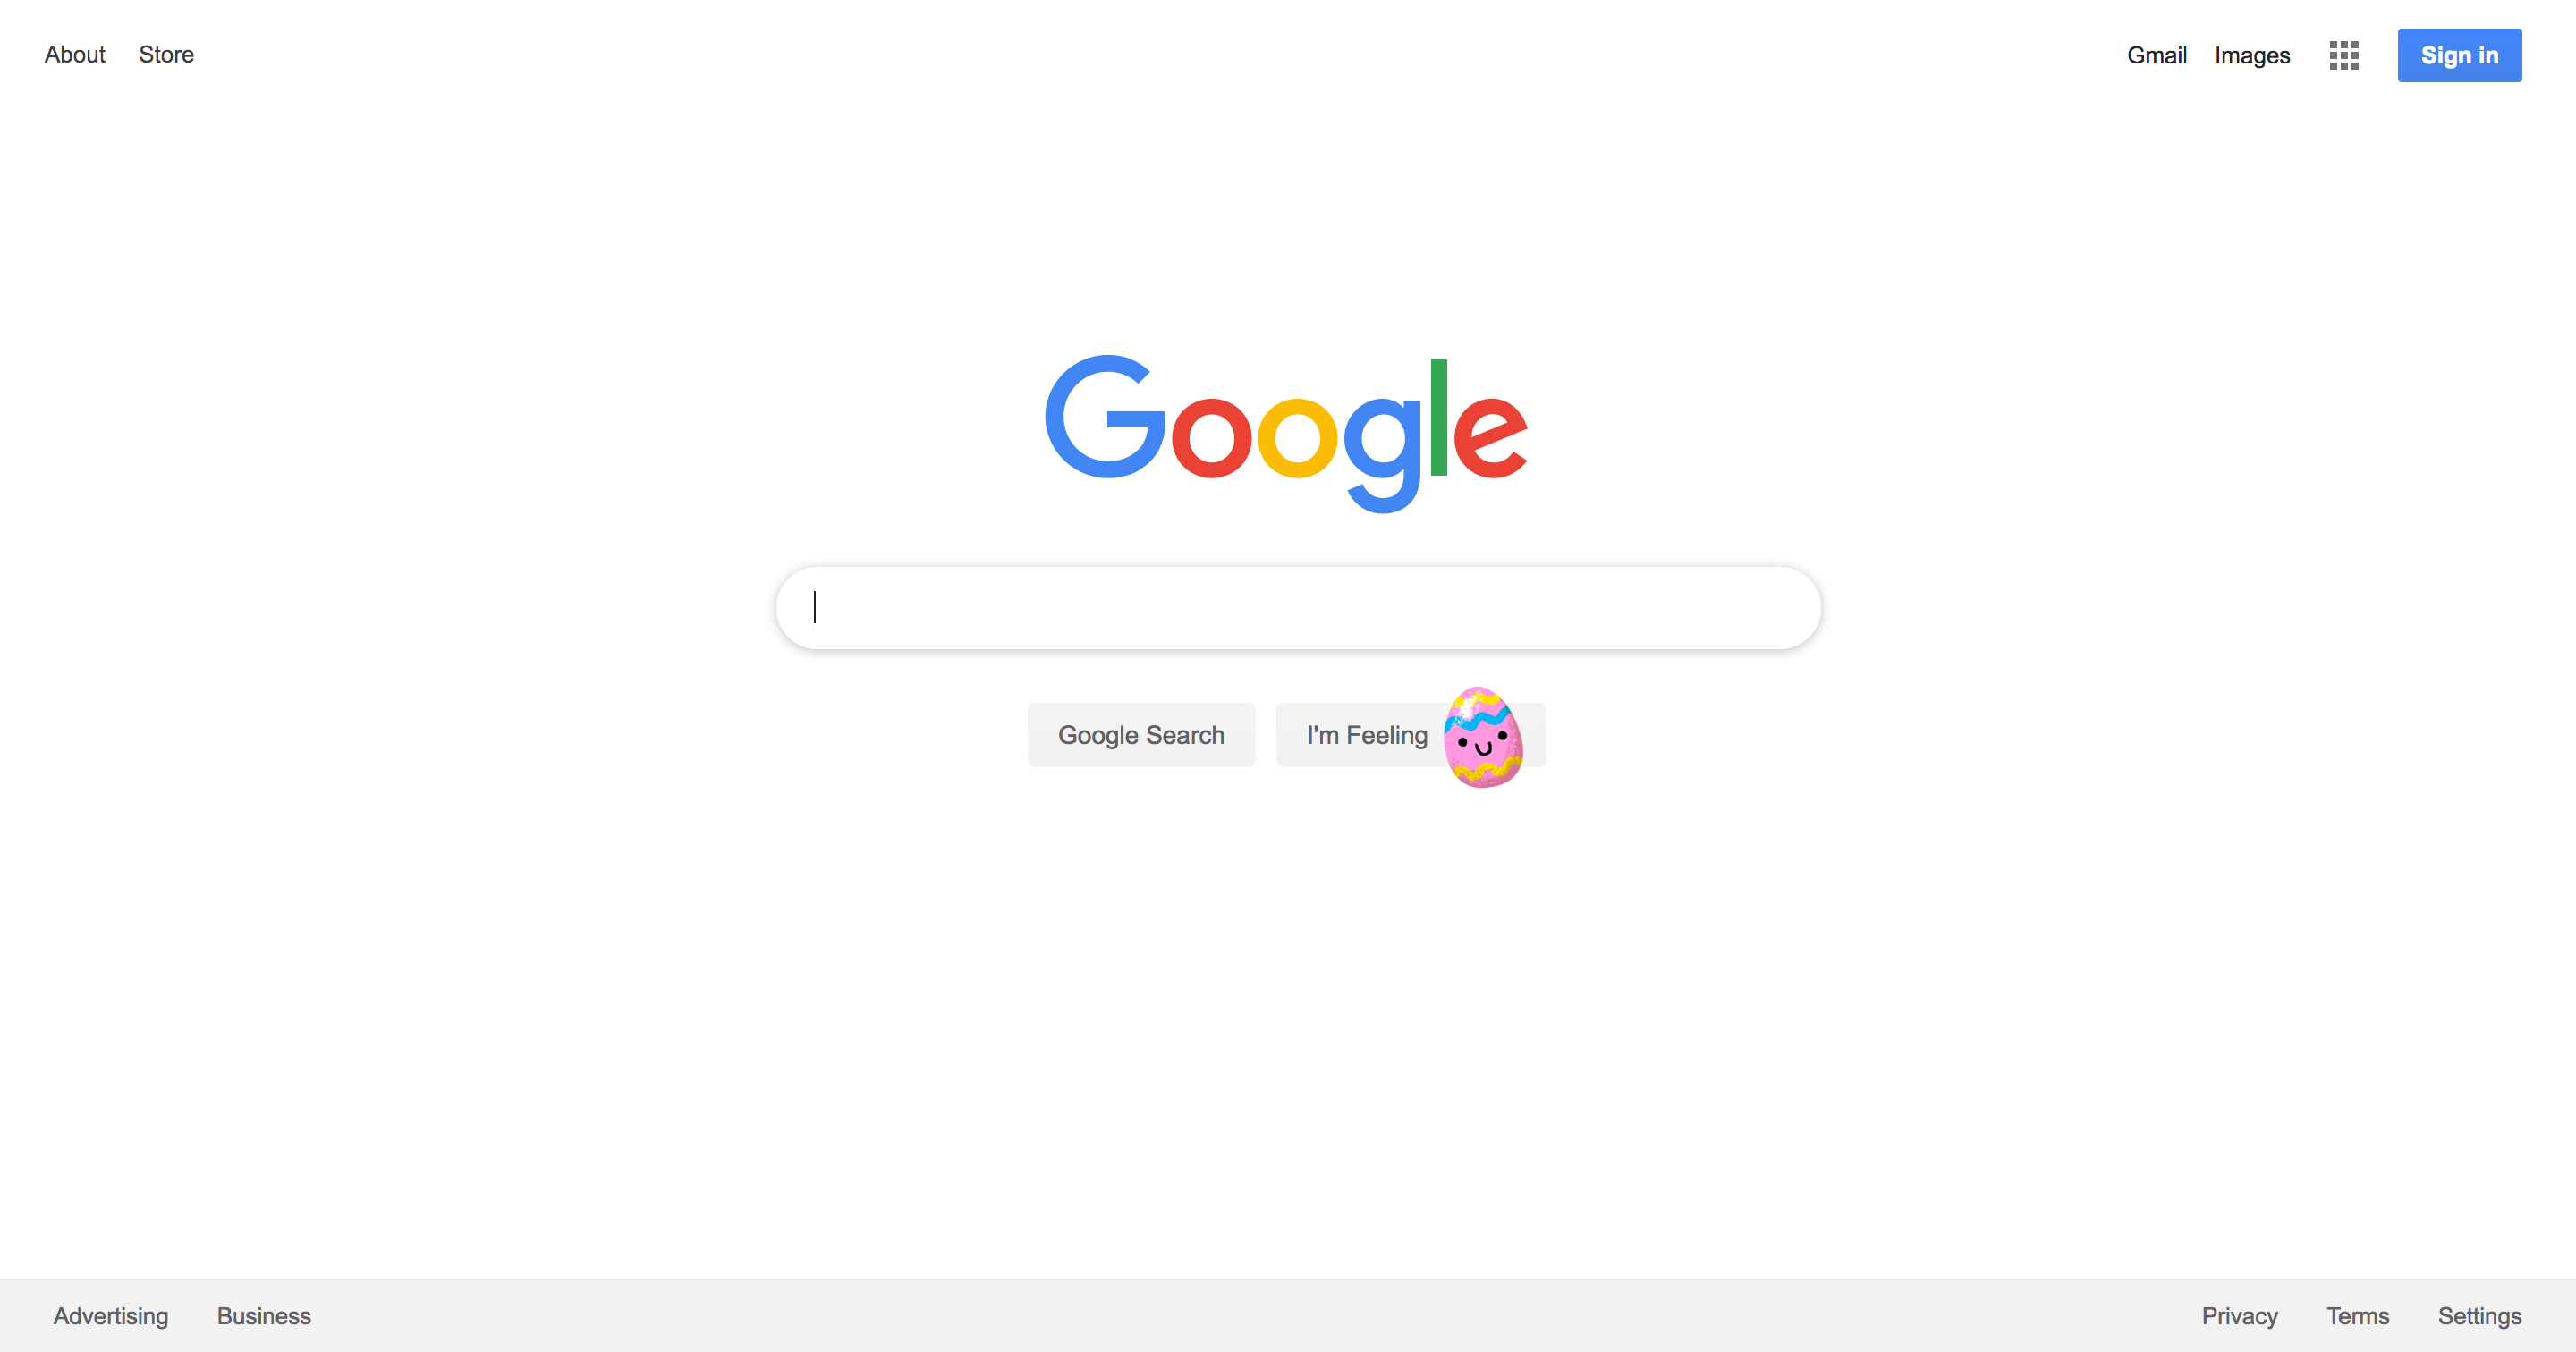 About Store
Gmail Images Sign in
Google
Google Search I'm Feeling
Advertising Business
Privacy Terms Settings